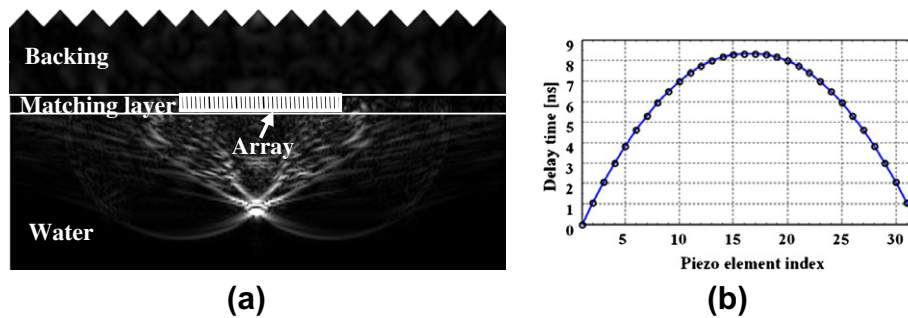 Backing
Matching layer
Array
Water
(a)
9
8
7
6
5
4
3
2
1
0
Delay time [ns]
5 10 15 20 25 30
Piezo element index
(b)